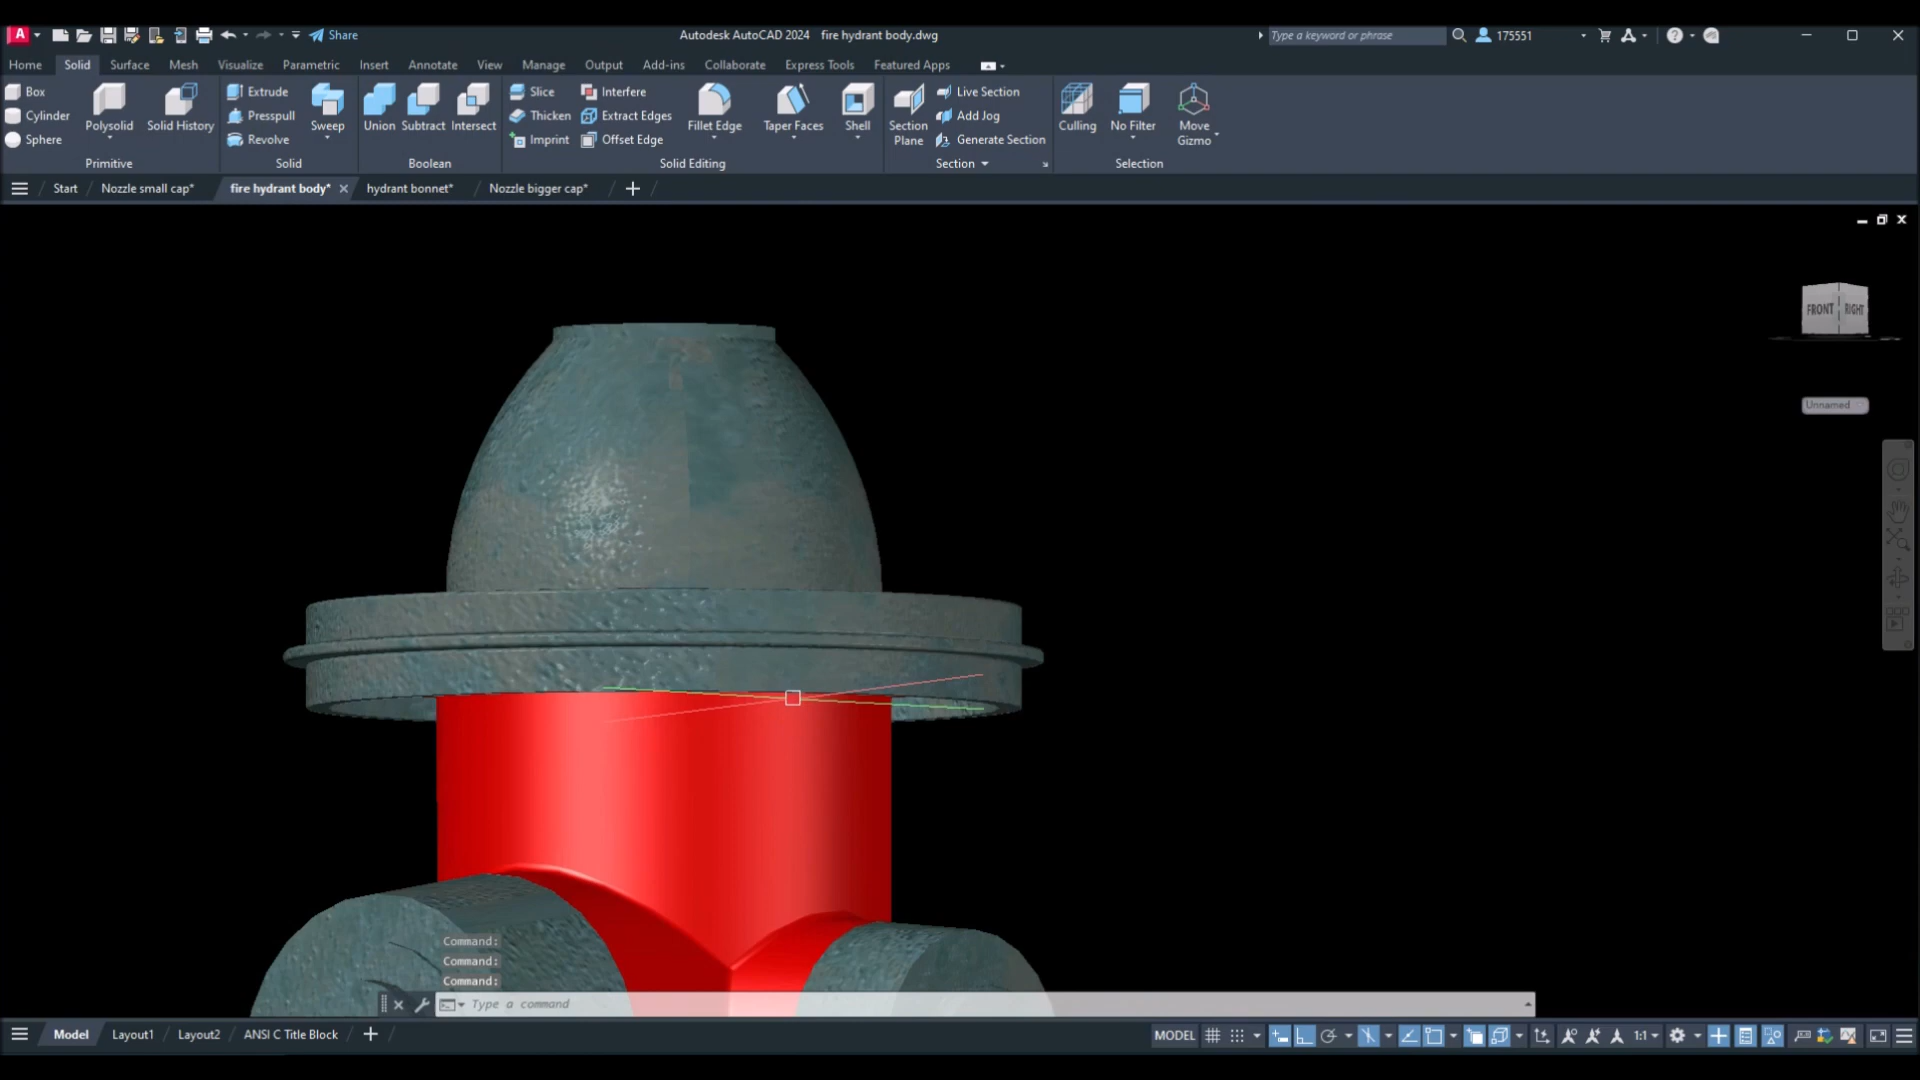 A Share Autodesk AutoCAD 2024 fire hydrant body.dwg Type a keyword or phrase 175551
Home Solid Surface Mesh Visualize Parametric Insert Annotate View Manage Output Add-ins Collaborate Express Tools Featured Apps
Box Extrude Slice Interfere Live Section
Cylinder Presspull Thicken Extract Edges Add Jog
Polysolid Solid History Sweep Union Subtract Intersect Fillet Edge Taper Faces Shell Section Plane Culling No Filter Move Gizmo
Sphere Revolve Imprint Offset Edge Generate Section
Primitive Solid Boolean Solid Editing Section Selection
Start Nozzle small cap* fire hydrant body* hydrant bonnet* Nozzle bigger cap*
FRONT RIGHT
Unnamed
Command:
Command:
Command:
Type a command
Model Layout1 Layout2 ANSI C Title Block MODEL 1:1